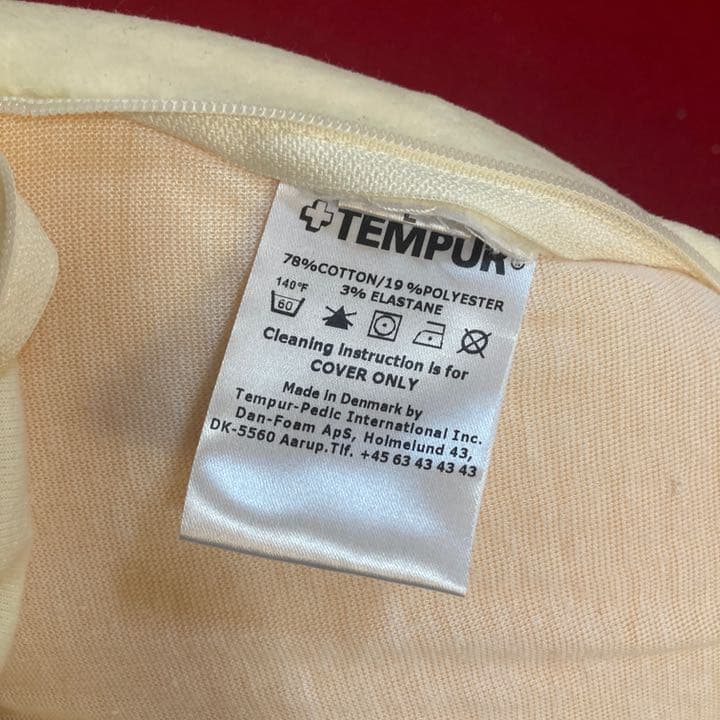 L
TEMPUR®
78%COTTON/19 %POLYESTER
3% ELASTANE
140°F
60
Cleaning instruction is for
COVER ONLY
Made in Denmark by
Tempur-Pedic International Inc.
Dan-Foam ApS, Holmelund 43,
DK-5560 Aarup.Tlf. +45 63 43 43 43